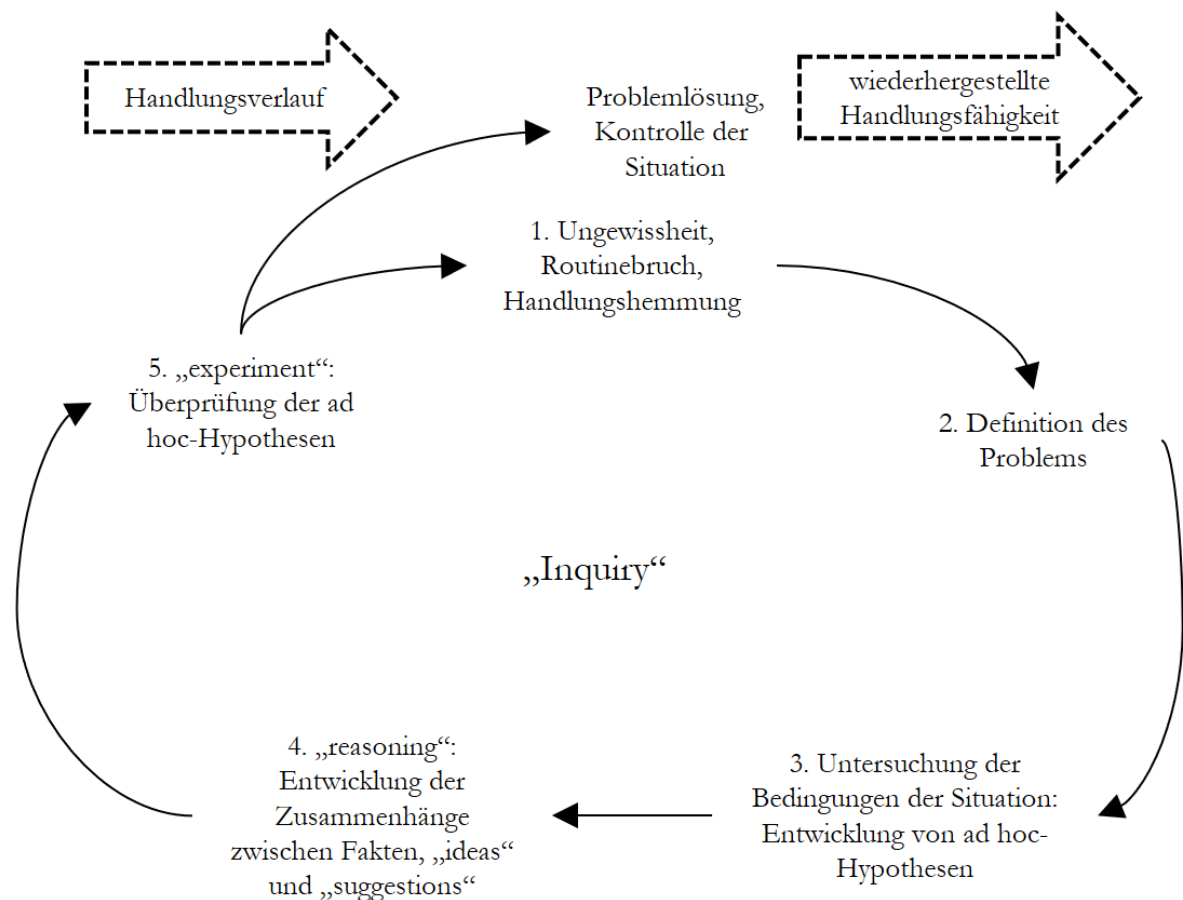 Handlungsverlauf
Problemlösung,
Kontrolle der
Situation
wiederhergestellte
Handlungsfähigkeit
1. Ungewissheit,
Routinebruch,
Handlungshemmung
2. Definition des
Problems
3. Untersuchung der
Bedingungen der Situation:
Entwicklung von ad hoc-
Hypothesen
4. „reasoning“:
Entwicklung der
Zusammenhänge
zwischen Fakten, „ideas“
und „suggestions“
5. „experiment“:
Überprüfung der ad
hoc-Hypothesen
„Inquiry“